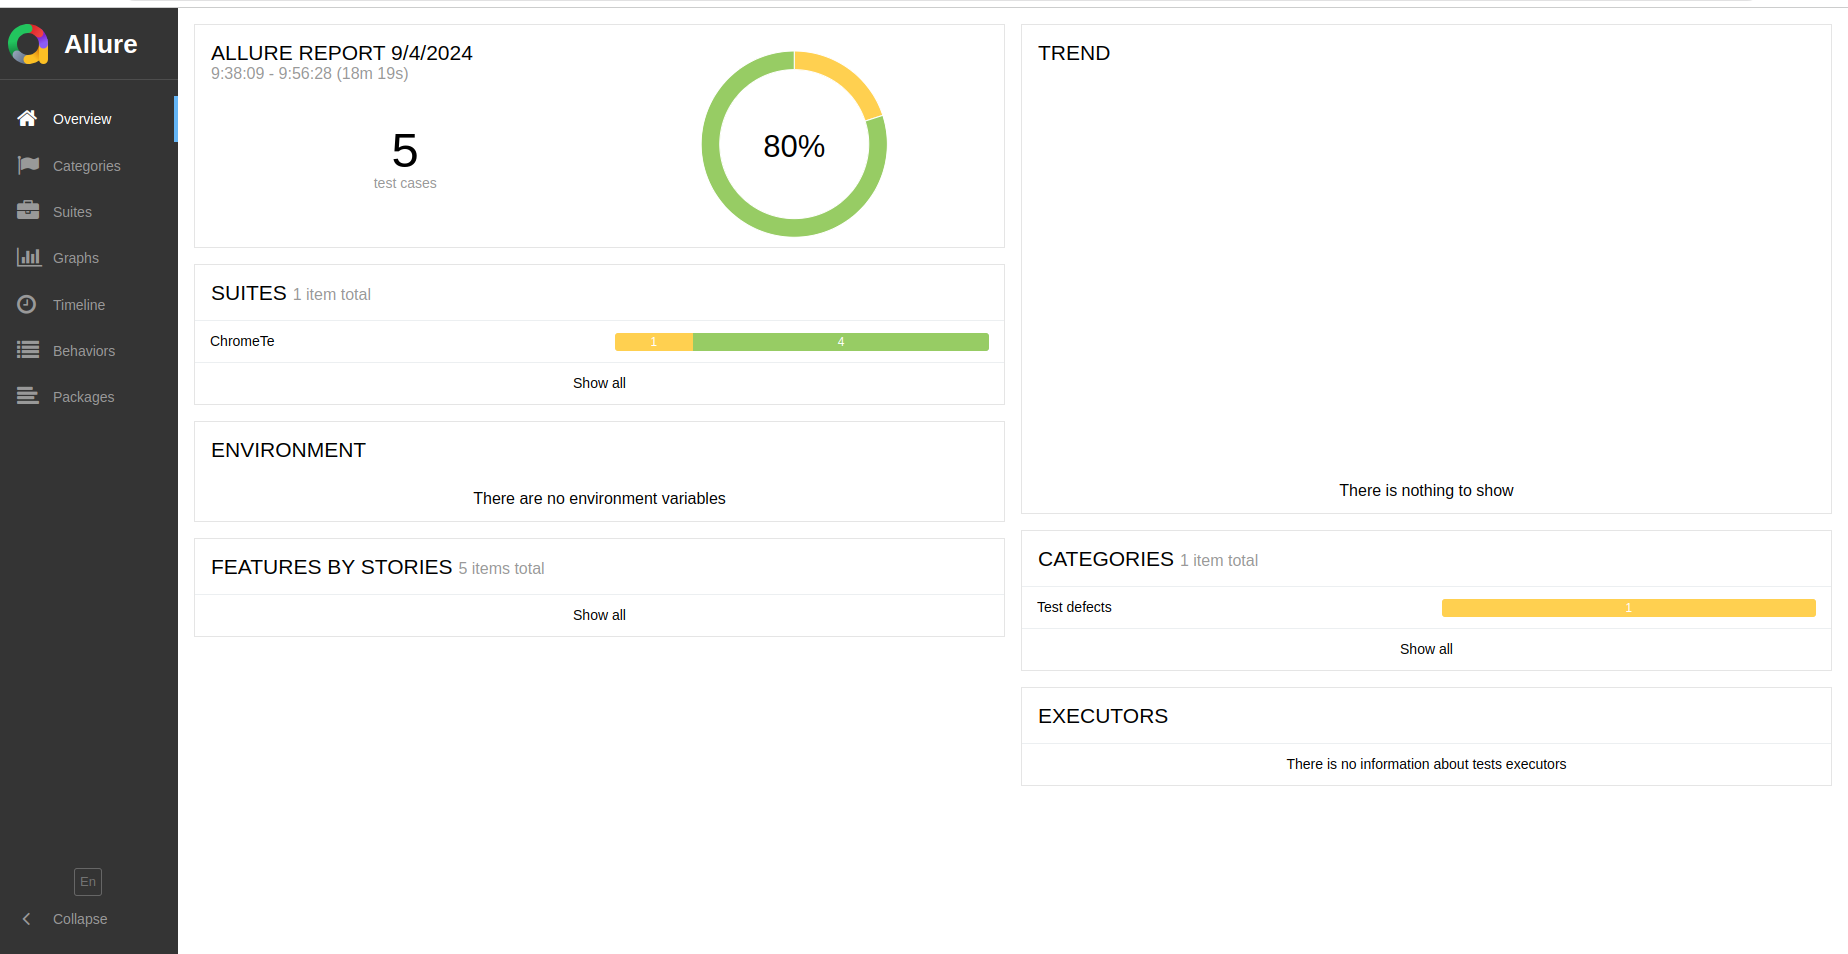 Allure
Overview
Categories
Suites
Graphs
Timeline
Behaviors
Packages
En
Collapse
ALLURE REPORT 9/4/2024
9:38:09 - 9:56:28 (18m 19s)
5
test cases
80%
SUITES 1 item total
ChromeTe 1 4
Show all
ENVIRONMENT
There are no environment variables
FEATURES BY STORIES 5 items total
Show all
TREND
There is nothing to show
CATEGORIES 1 item total
Test defects 1
Show all
EXECUTORS
There is no information about tests executors